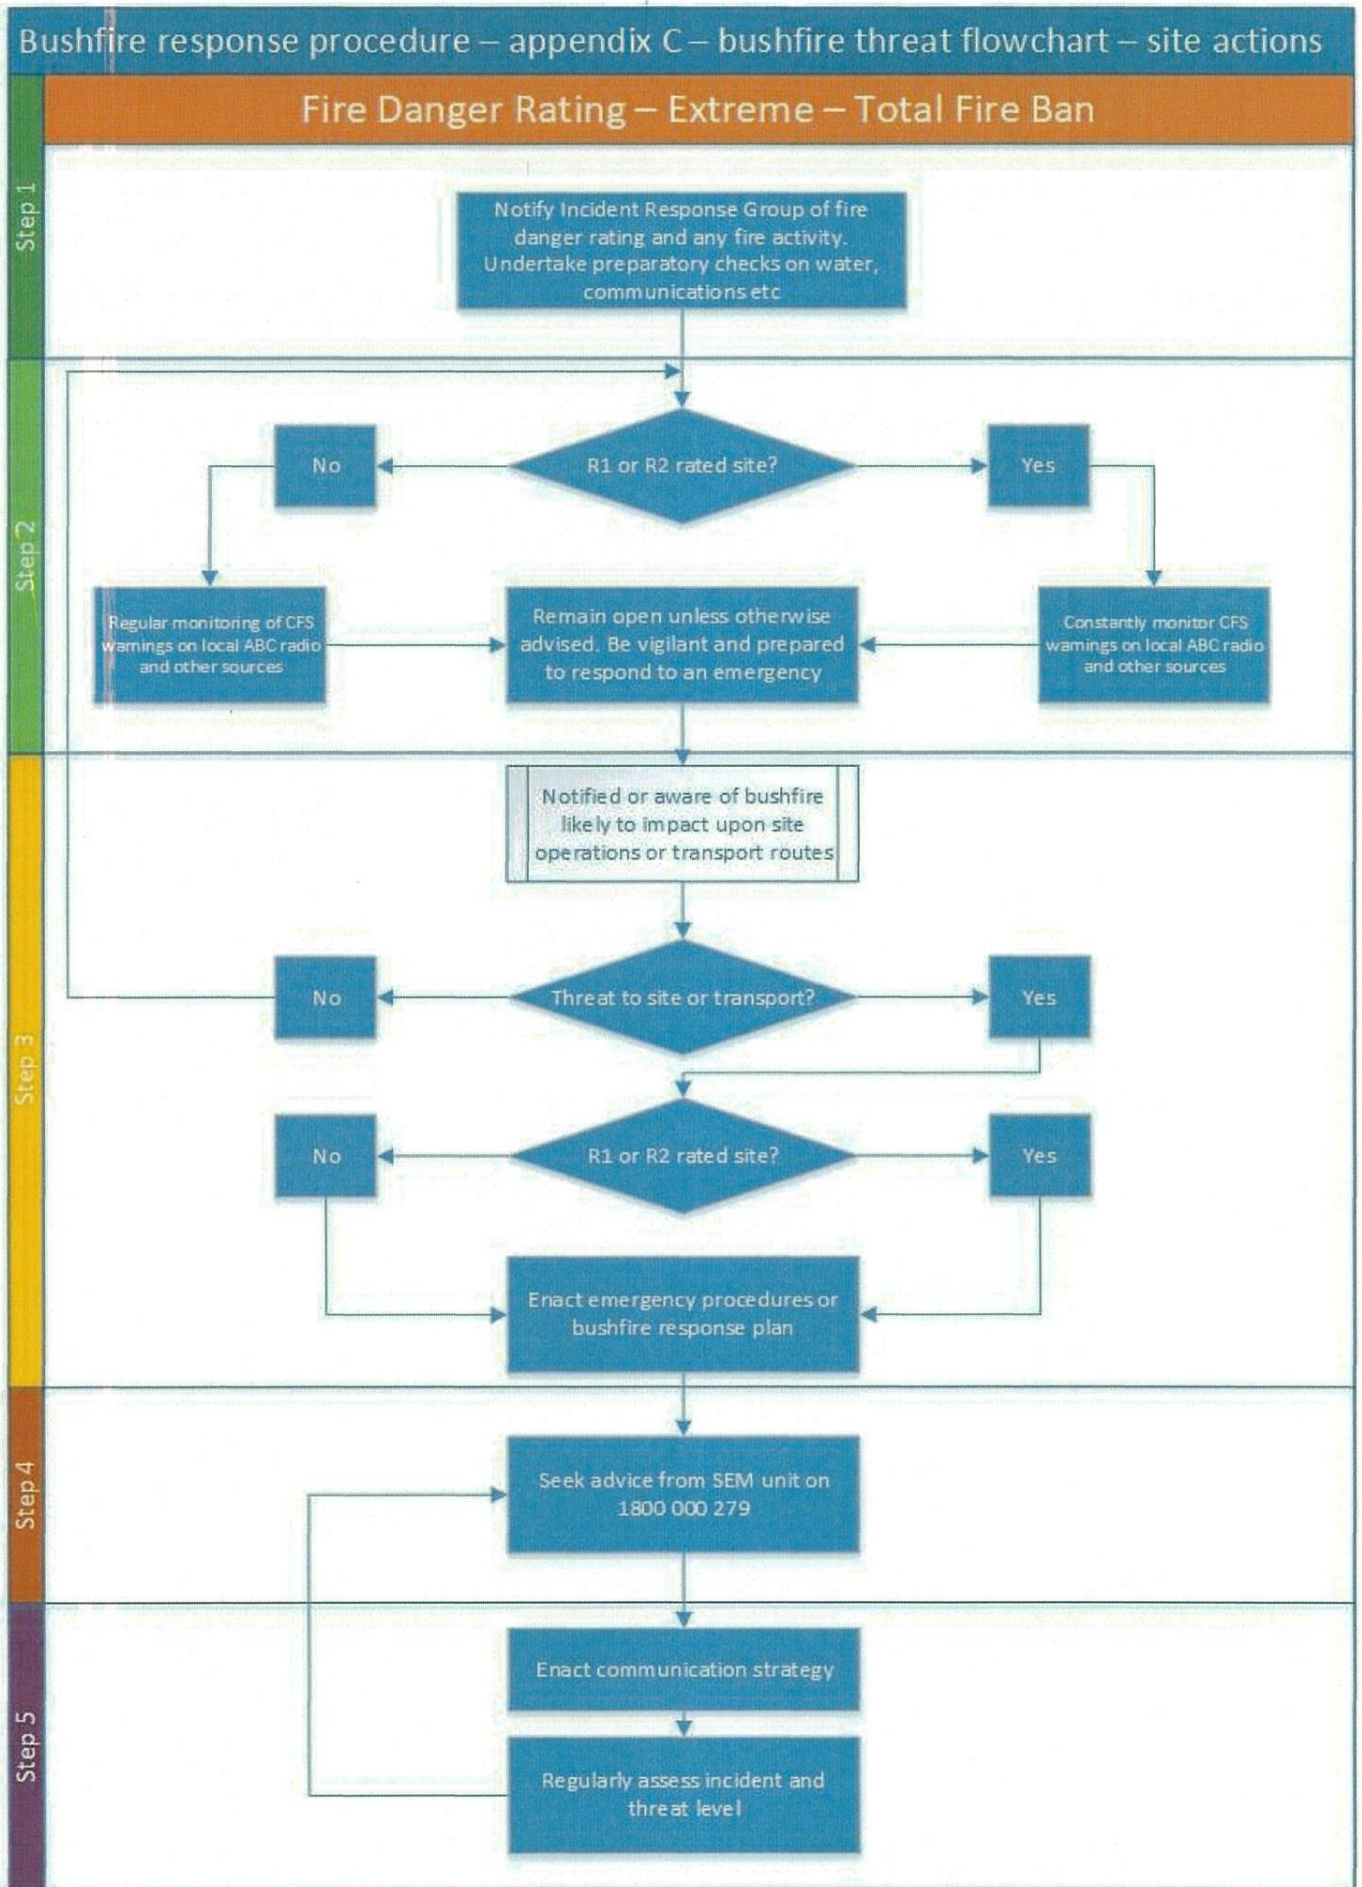 Bushfire response procedure – appendix C – bushfire threat flowchart – site actions
Fire Danger Rating – Extreme – Total Fire Ban
Step 1
Notify Incident Response Group of fire
danger rating and any fire activity.
Undertake preparatory checks on water,
communications etc
Step 2
No
R1 or R2 rated site?
Yes
Regular monitoring of CFS
warnings on local ABC radio
and other sources
Remain open unless otherwise
advised. Be vigilant and prepared
to respond to an emergency
Constantly monitor CFS
warnings on local ABC radio
and other sources
Step 3
Notified or aware of bushfire
likely to impact upon site
operations or transport routes
No
Threat to site or transport?
Yes
No
R1 or R2 rated site?
Yes
Enact emergency procedures or
bushfire response plan
Step 4
Seek advice from SEM unit on
1800 000 279
Step 5
Enact communication strategy
Regularly assess incident and
threat level